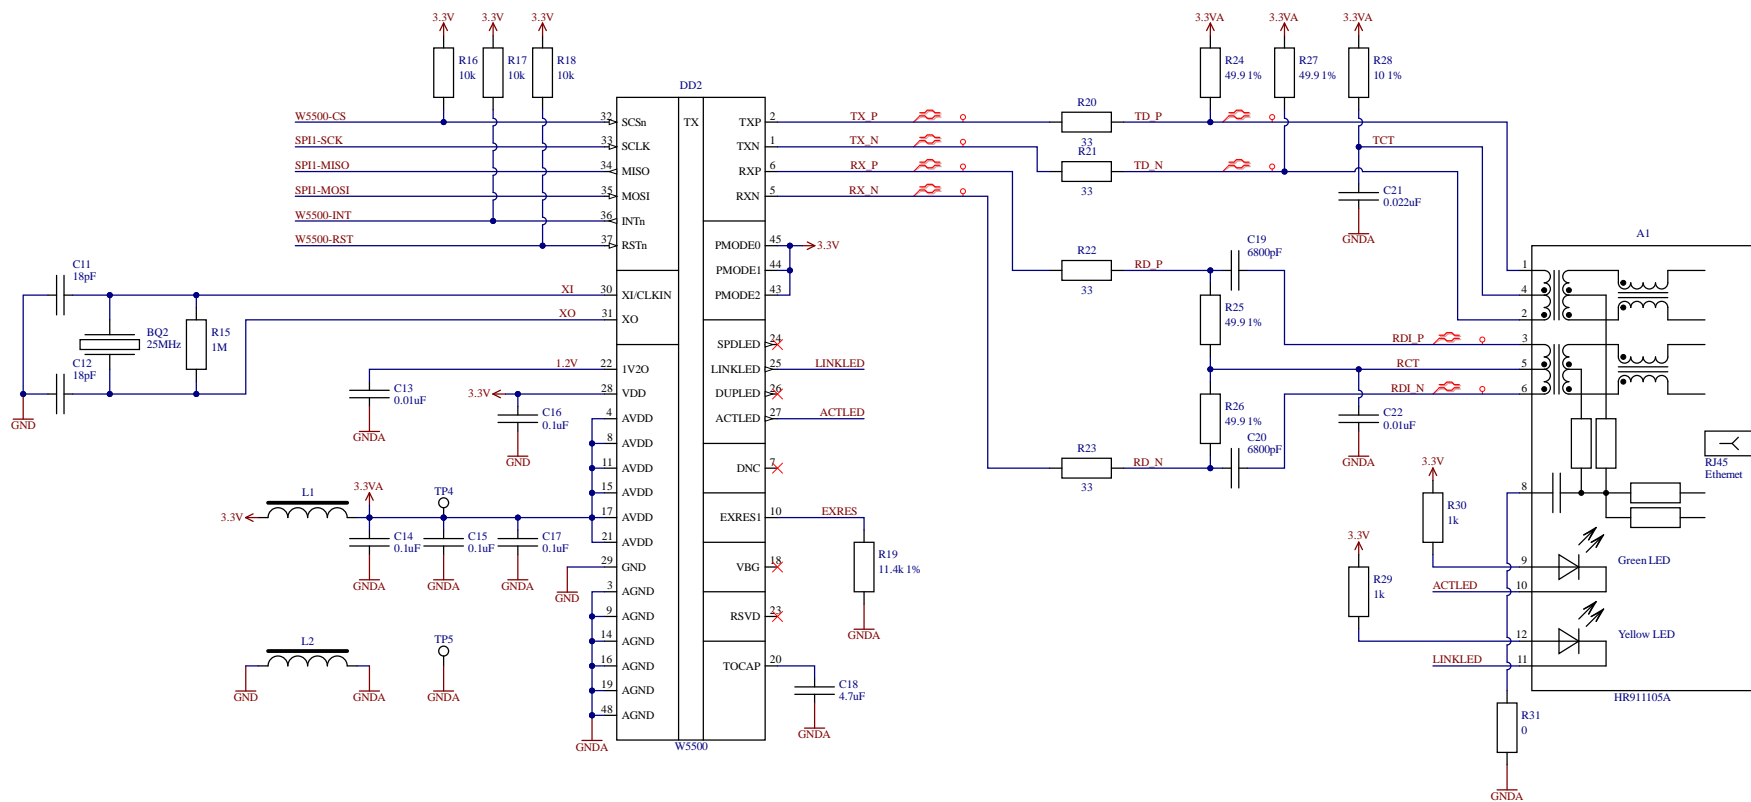 3.3V 3.3V 3.3V 3.3VA 3.3VA 3.3VA
R16 10k
R17 10k
R18 10k
R24 49.9 1%
R27 49.9 1%
R28 10 1%
DD2
TX
W5500-CS 32 SCSn
SPI1-SCK 33 SCLK
SPI1-MISO 34 MISO
SPI1-MOSI 35 MOSI
W5500-INT 36 INTn
W5500-RST 37 RSTn
XI 30 XI/CLKIN
XO 31 XO
1.2V 22 1V2O
3.3V 28 VDD
4 AVDD
8 AVDD
11 AVDD
15 AVDD
17 AVDD
21 AVDD
29 GND
3 AGND
9 AGND
14 AGND
16 AGND
19 AGND
48 AGND
TXP 2 TX_P
TXN 1 TX_N
RXP 6 RX_P
RXN 5 RX_N
PMODE0 45 3.3V
PMODE1 44
PMODE2 43
SPDLED 24
LINKLED 25 LINKLED
DUPLED 26
ACTLED 27 ACTLED
DNC 7
EXRES1 10 EXRES
VBG 18
RSVD 23
TOCAP 20
W5500
C11
18pF
C12
18pF
GND
BQ2
25MHz
R15
1M
C13
0.01uF
GNDA
C16
0.1uF
GND
3.3V
L1
3.3VA
TP4
C14
0.1uF
C15
0.1uF
C17
0.1uF
GNDA GNDA GNDA
GND
L2
TP5
GND GNDA GNDA
GNDA
R19
11.4k 1%
GNDA
C18
4.7uF
GNDA
R20
33
TD_P
R21
33
TD_N
TCT
C21
0.022uF
GNDA
R22
33
RD_P
C19
6800pF
R25
49.9 1%
R26
49.9 1%
C20
6800pF
R23
33
RD_N
RDI_P
RCT
RDI_N
C22
0.01uF
GNDA
A1
1
4
2
3
5
6
8
9
10
12
11
3.3V
R30
1k
3.3V
R29
1k
ACTLED
LINKLED
RJ45
Ethernet
Green LED
Yellow LED
HR911105A
R31
0
GNDA